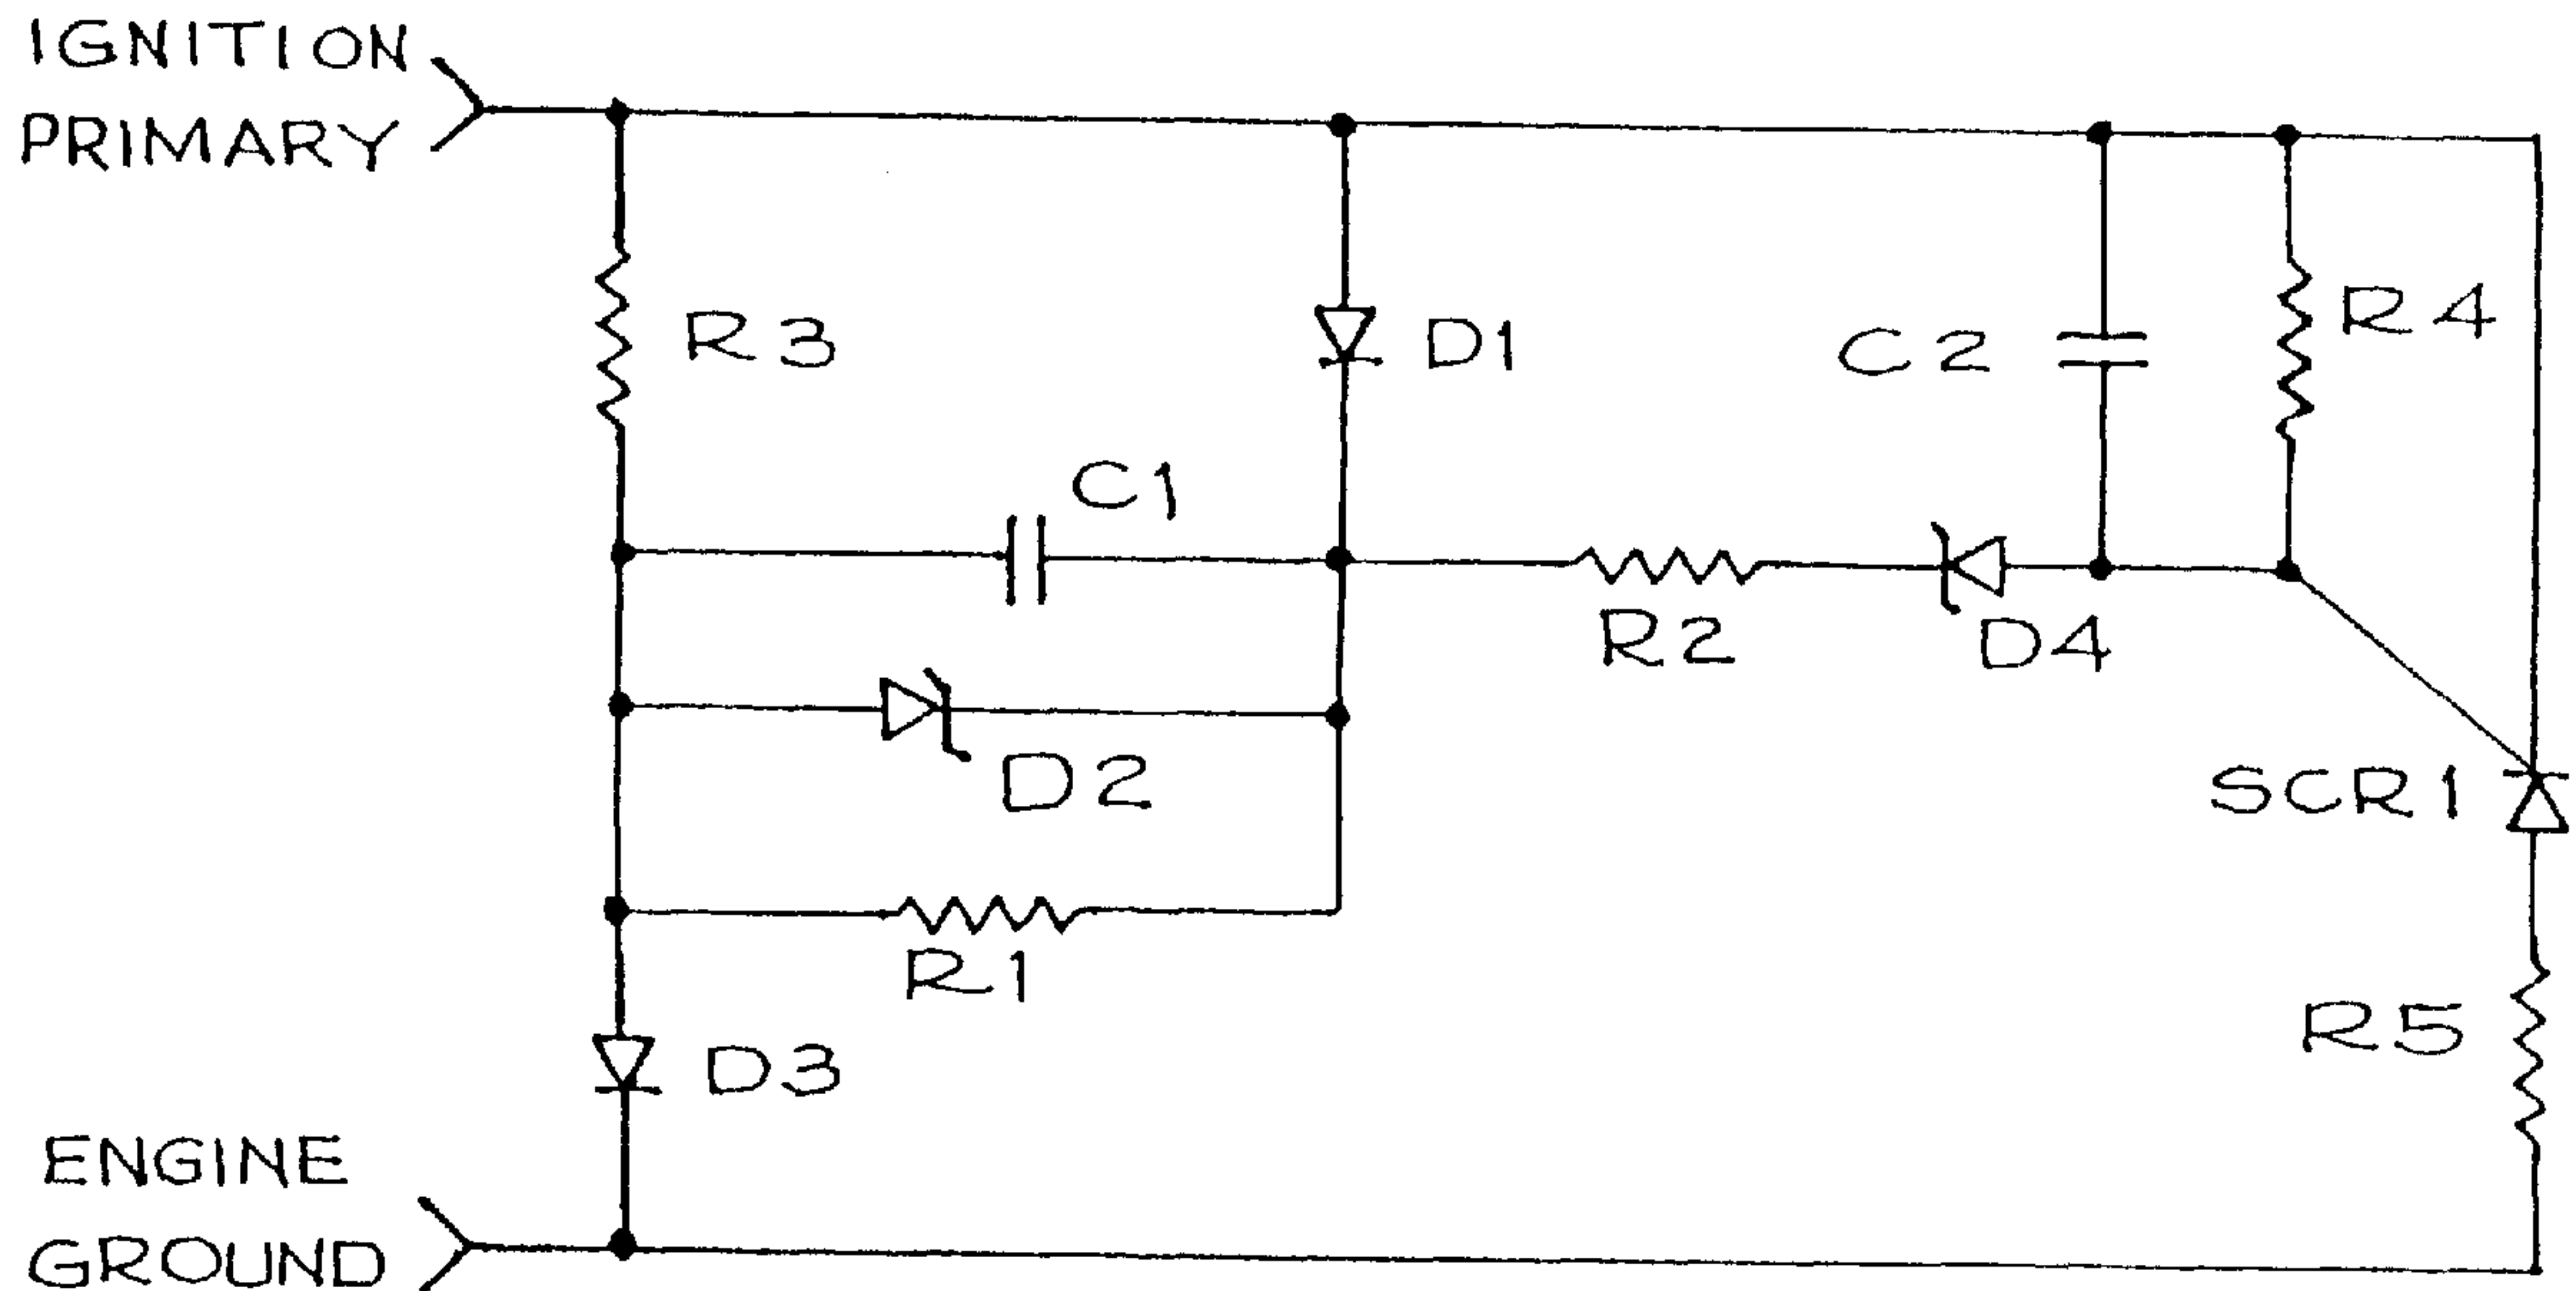 IGNITION
PRIMARY
R3
D1
C2
R4
C1
R2
D4
D2
SCR1
R1
R5
D3
ENGINE
GROUND